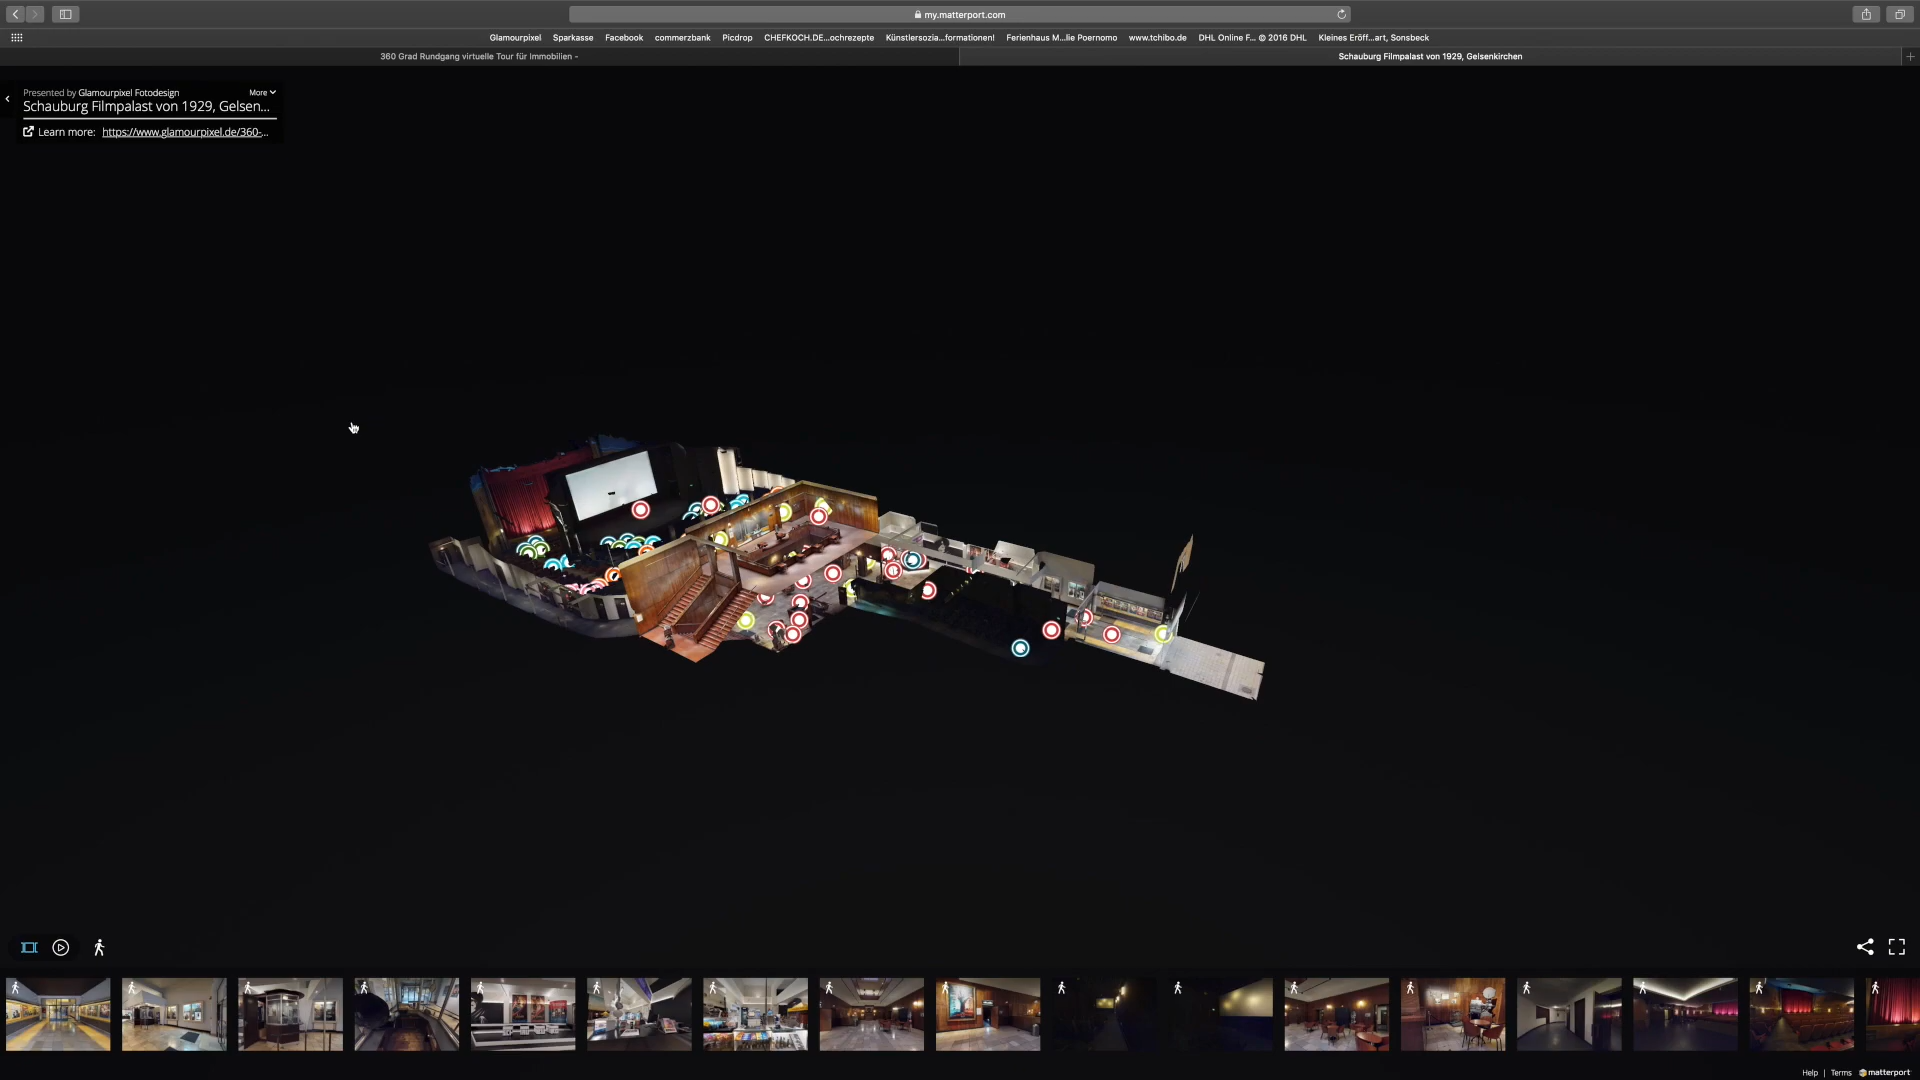 my.matterport.com
Glamourpixel Sparkasse Facebook commerzbank Picdrop CHEFKOCH.DE...ochrezepte Künstlersozia...formationen! Ferienhaus M...lie Poernomo www.tchibo.de DHL Online F... © 2016 DHL Kleines Eröff...art, Sonsbeck
360 Grad Rundgang virtuelle Tour für Immobilien -
Schauburg Filmpalast von 1929, Gelsenkirchen
Presented by Glamourpixel Fotodesign More
Schauburg Filmpalast von 1929, Gelsen...
Learn more: https://www.glamourpixel.de/360-...
Help | Terms matterport